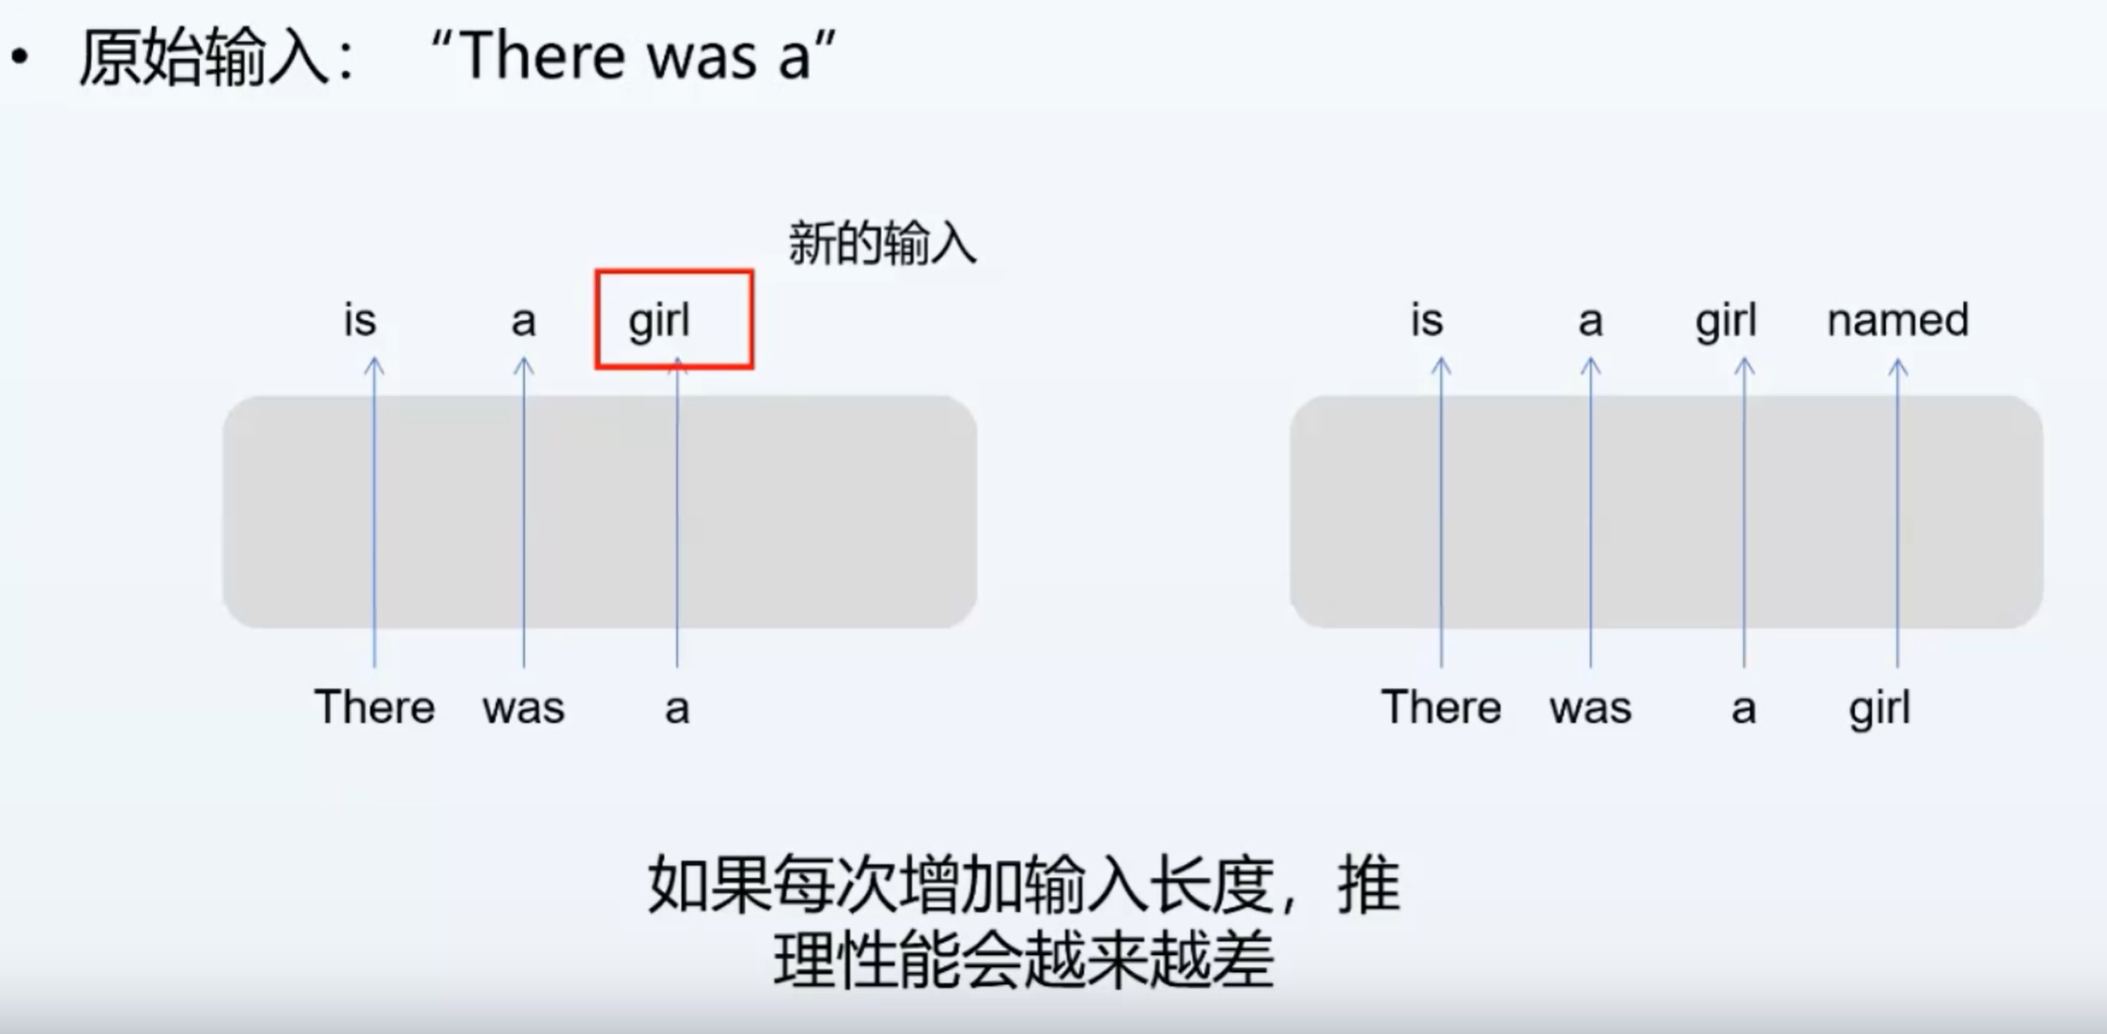 • 原始输入： “There was a”
新的输入
is a girl
is a girl named
There was a
There was a girl
如果每次增加输入长度，推
理性能会越来越差